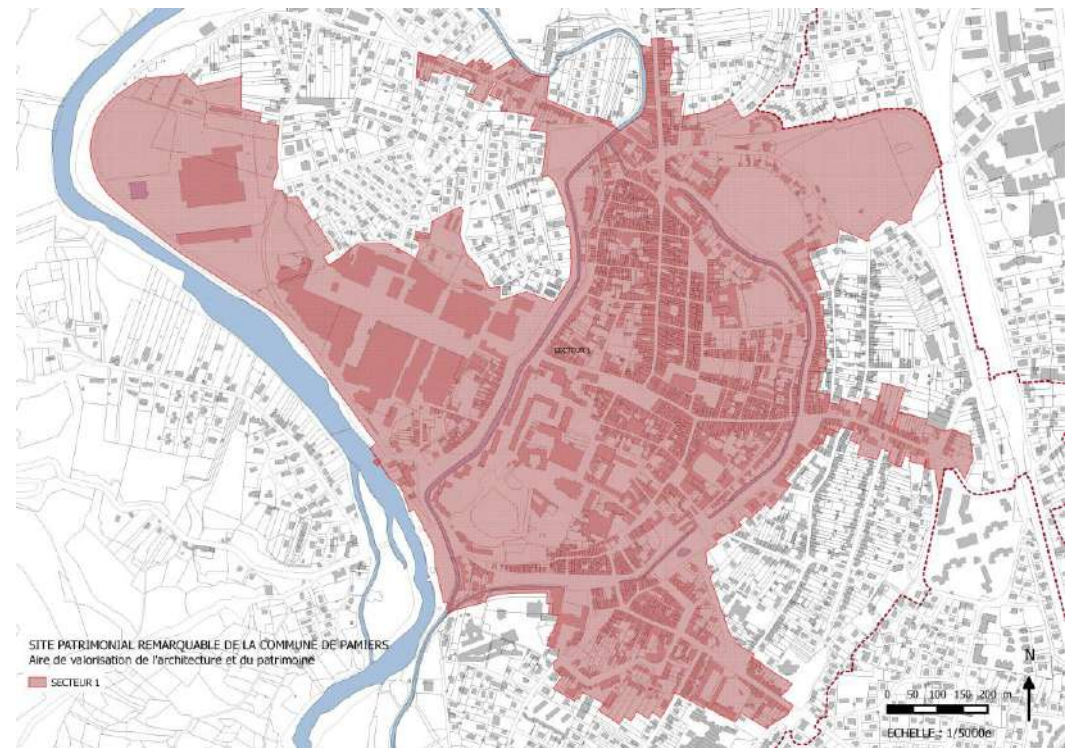 SECTEUR 1
SITE PATRIMONIAL REMARQUABLE DE LA COMMUNE DE PAMIERS
Aire de valorisation de l'architecture et du patrimoine
SECTEUR 1
N
0 50 100 150 200 m
ECHELLE : 1/5000e